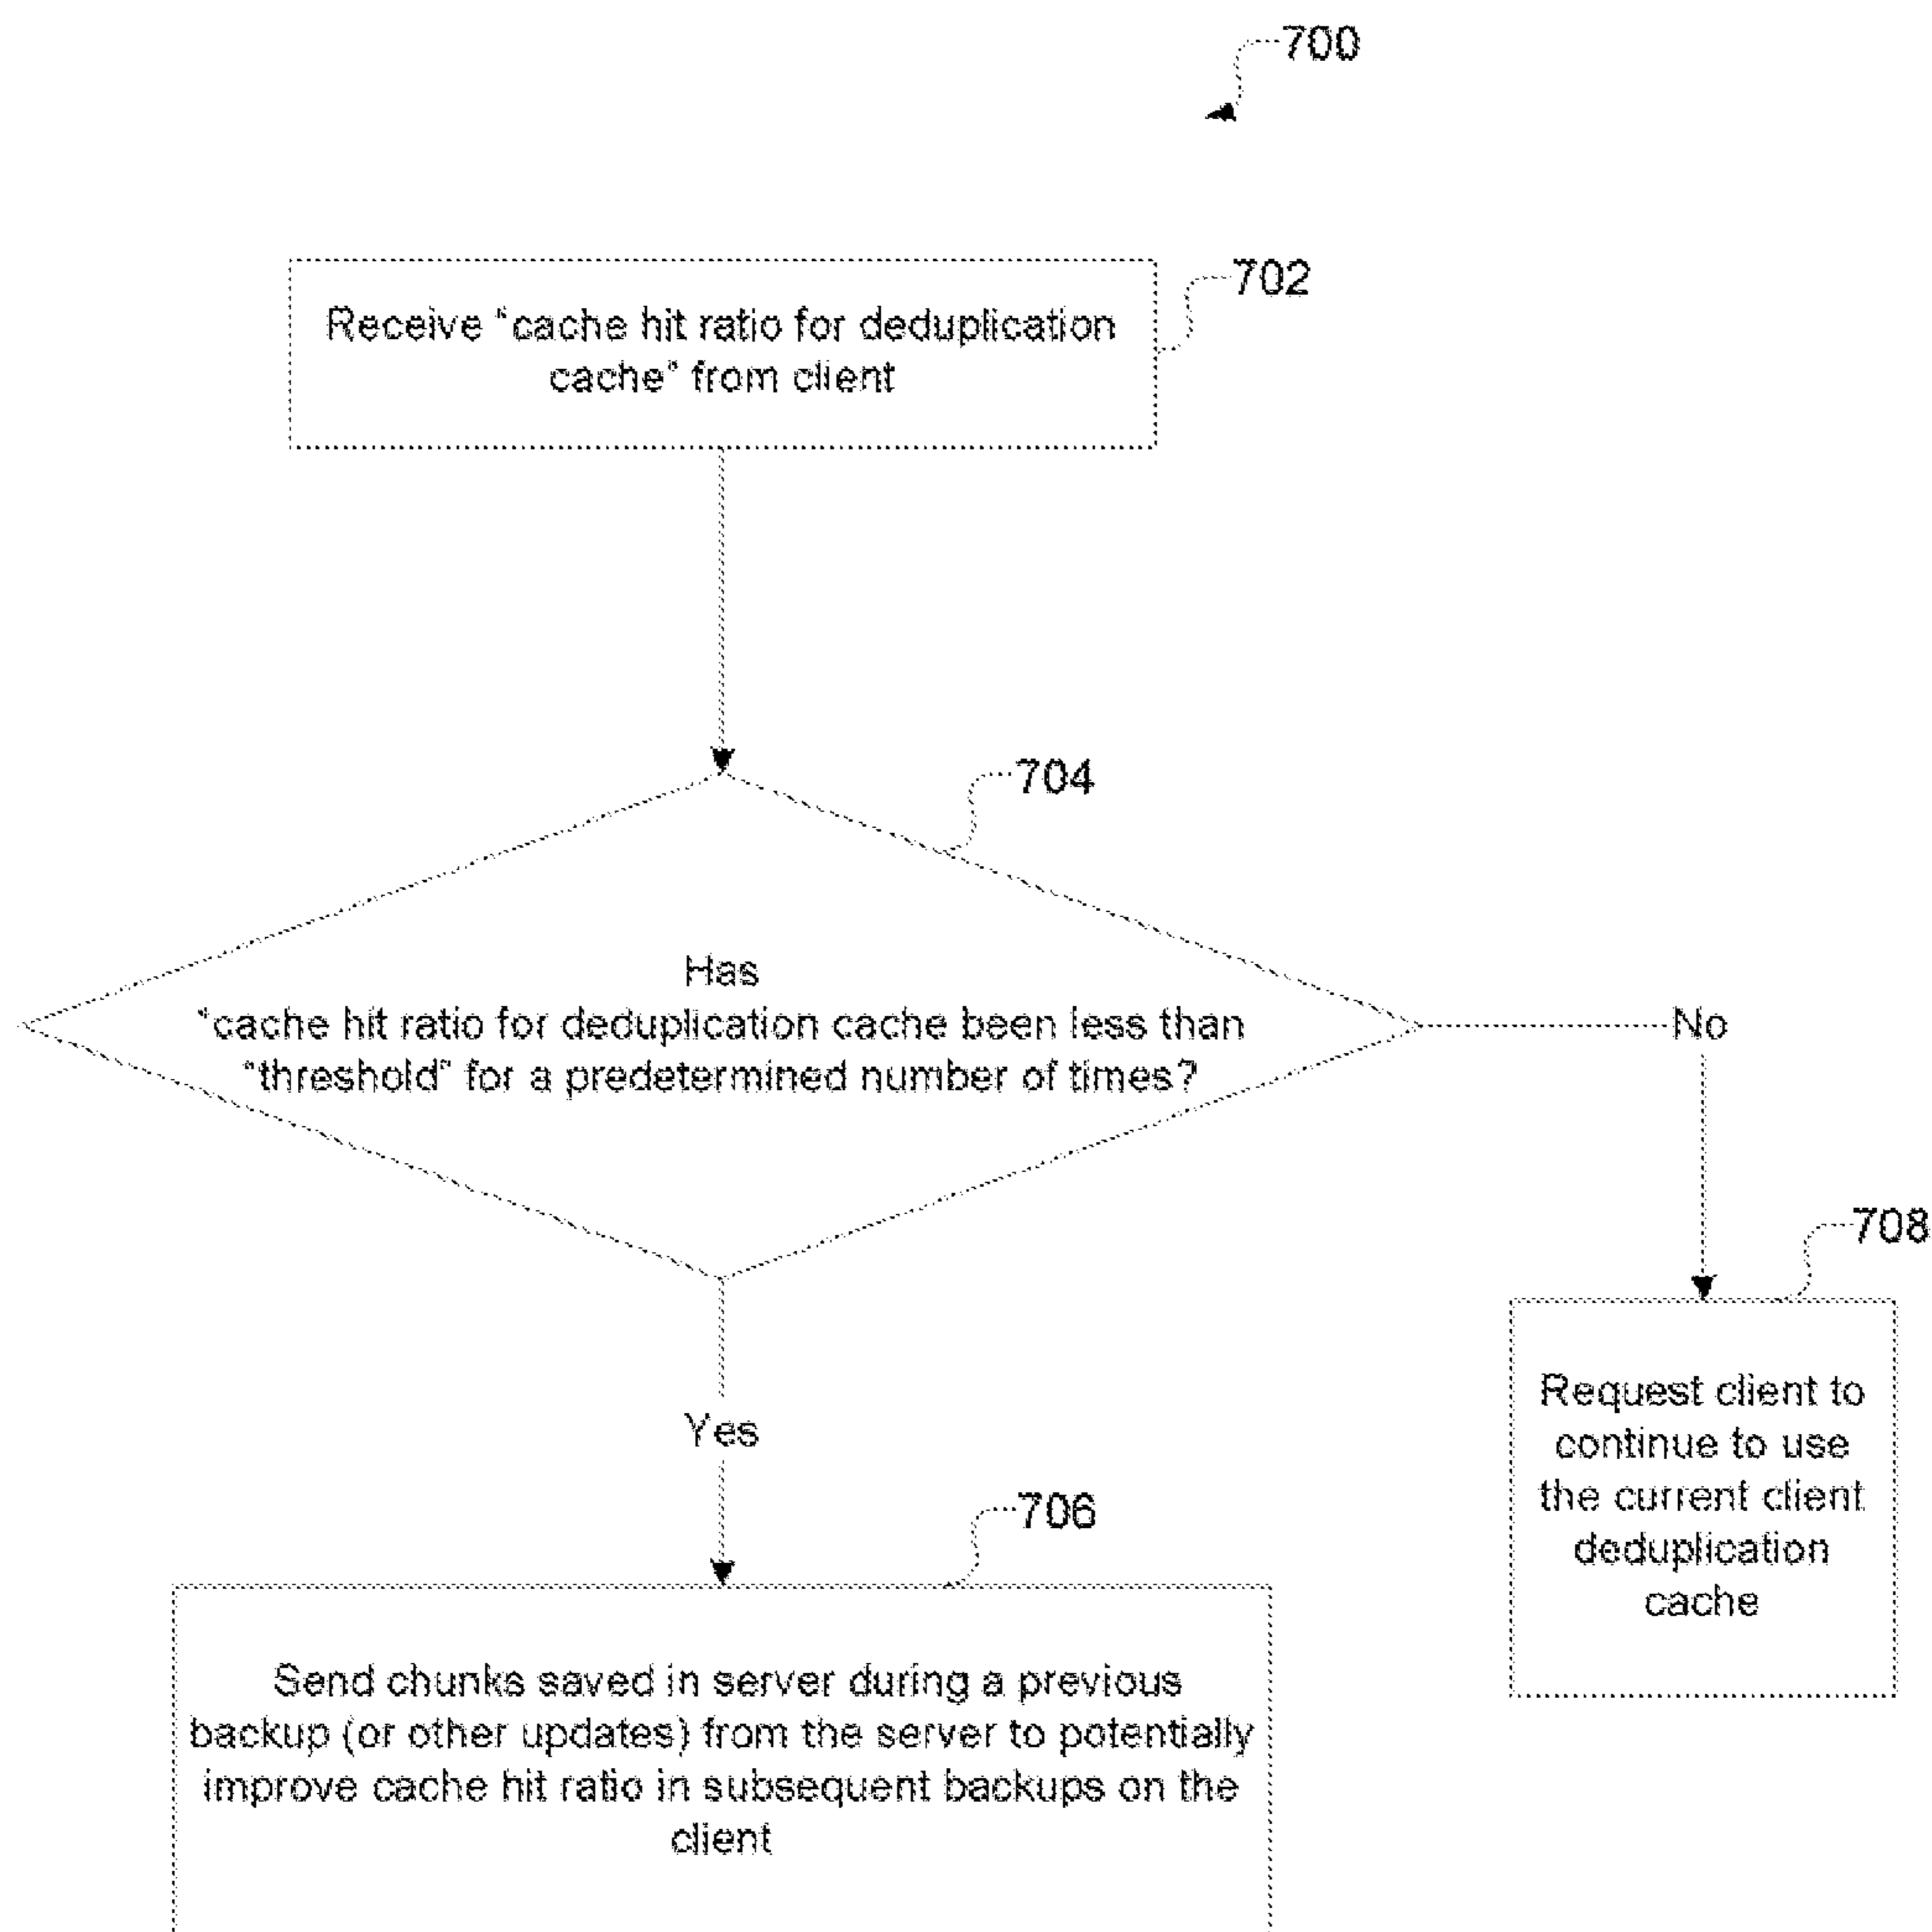 700
702
Receive "cache hit ratio for deduplication
cache" from client
704
Has
"cache hit ratio for deduplication cache been less than
"threshold" for a predetermined number of times?
No
708
Yes
Request client to
continue to use
the current client
deduplication
cache
706
Send chunks saved in server during a previous
backup (or other updates) from the server to potentially
improve cache hit ratio in subsequent backups on the
client